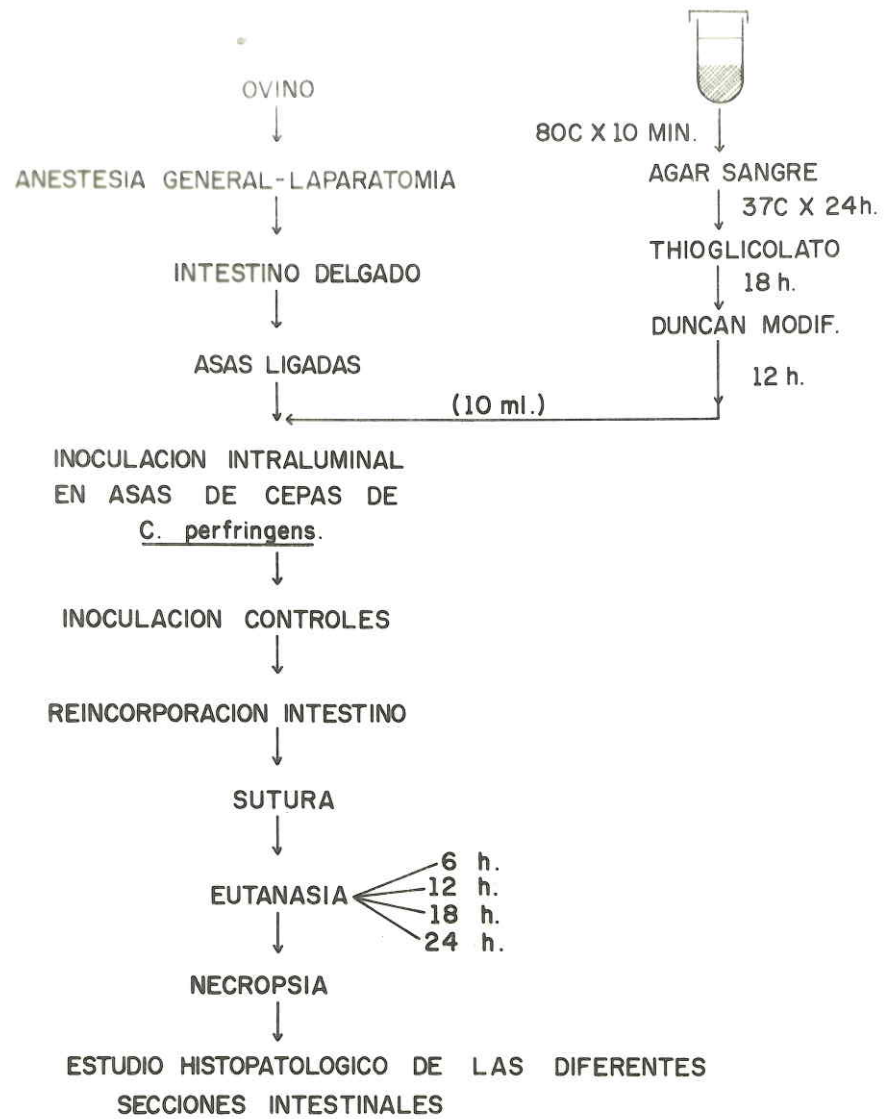 OVINO
ANESTESIA GENERAL-LAPARATOMIA
INTESTINO DELGADO
ASAS LIGADAS
80C X 10 MIN.
AGAR SANGRE
37C X 24h.
THIOGLICOLATO
18 h.
DUNCAN MODIF.
12 h.
(10 ml.)
INOCULACION INTRALUMINAL
EN ASAS DE CEPAS DE
C. perfringens.
INOCULACION CONTROLES
REINCORPORACION INTESTINO
SUTURA
EUTANASIA
6 h.
12 h.
18 h.
24 h.
NECROPSIA
ESTUDIO HISTOPATOLOGICO DE LAS DIFERENTES
SECCIONES INTESTINALES